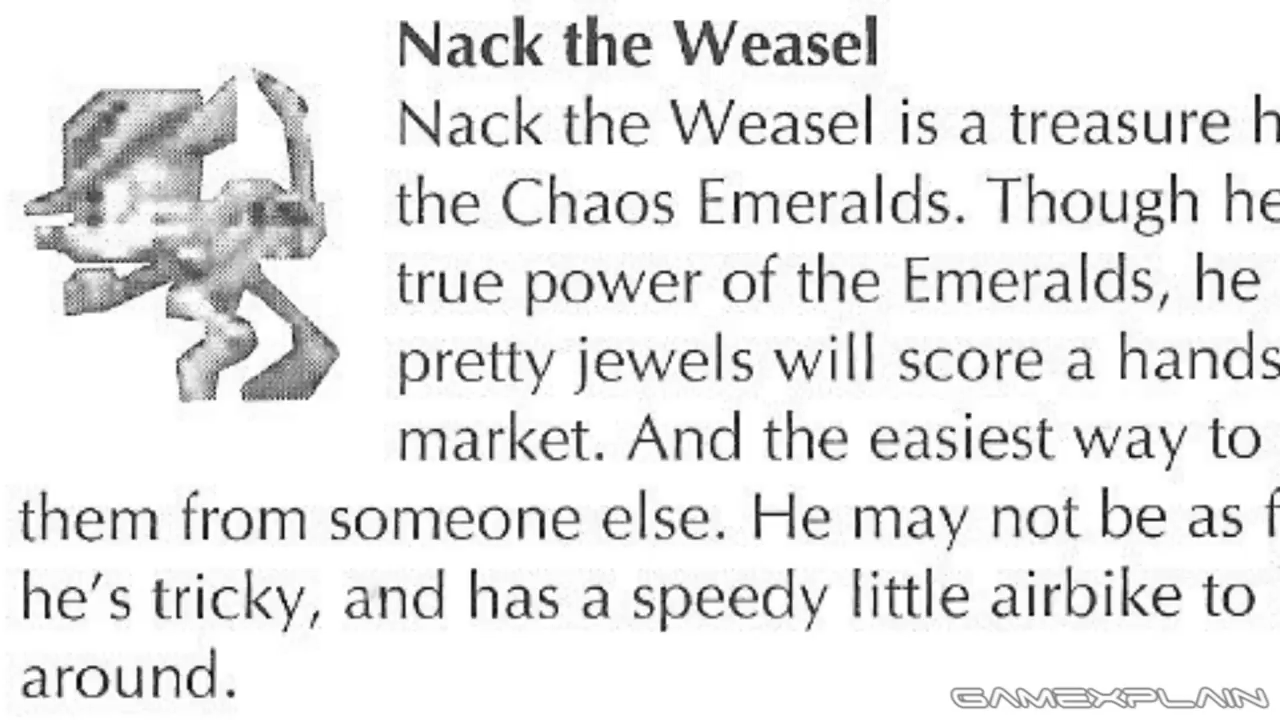 Nack the Weasel
Nack the Weasel is a treasure h
the Chaos Emeralds. Though he
true power of the Emeralds, he
pretty jewels will score a hands
market. And the easiest way to
them from someone else. He may not be as f
he's tricky, and has a speedy little airbike to
around.
GAMEXPLAIN